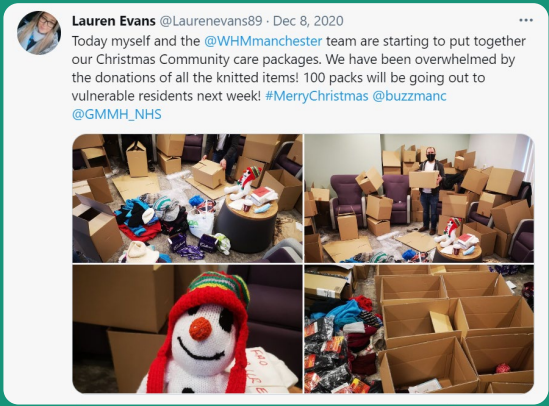 Lauren Evans @Laurenevans89 · Dec 8, 2020
Today myself and the @WHMmanchester team are starting to put together
our Christmas Community care packages. We have been overwhelmed by
the donations of all the knitted items! 100 packs will be going out to
vulnerable residents next week! #MerryChristmas @buzzmanc
@GMMH_NHS